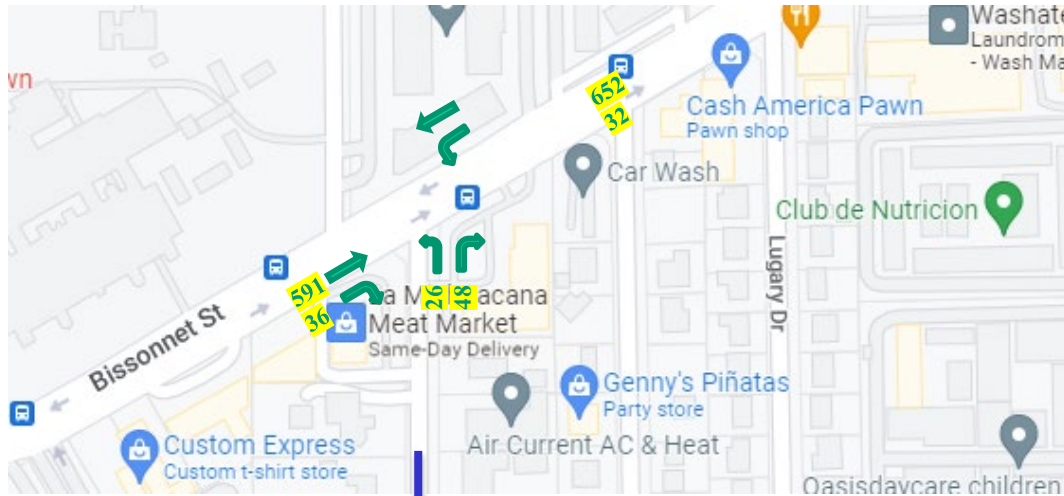 Washate
Laundrom
- Wash Ma
wn
652
32
Cash America Pawn
Pawn shop
Car Wash
Club de Nutricion
Lugary Dr
591
36
26
48
acana
Meat Market
Same-Day Delivery
Bissonnet St
Genny's Piñatas
Party store
Air Current AC & Heat
Custom Express
Custom t-shirt store
Oasisdaycare children